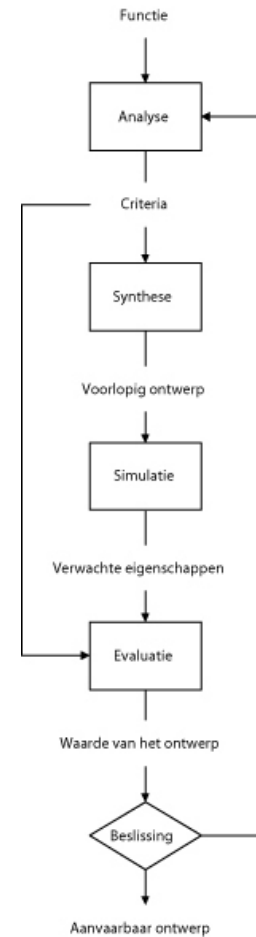 Functie
Analyse
Criteria
Synthese
Voorlopig ontwerp
Simulatie
Verwachte eigenschappen
Evaluatie
Waarde van het ontwerp
Beslissing
Aanvaarbaar ontwerp